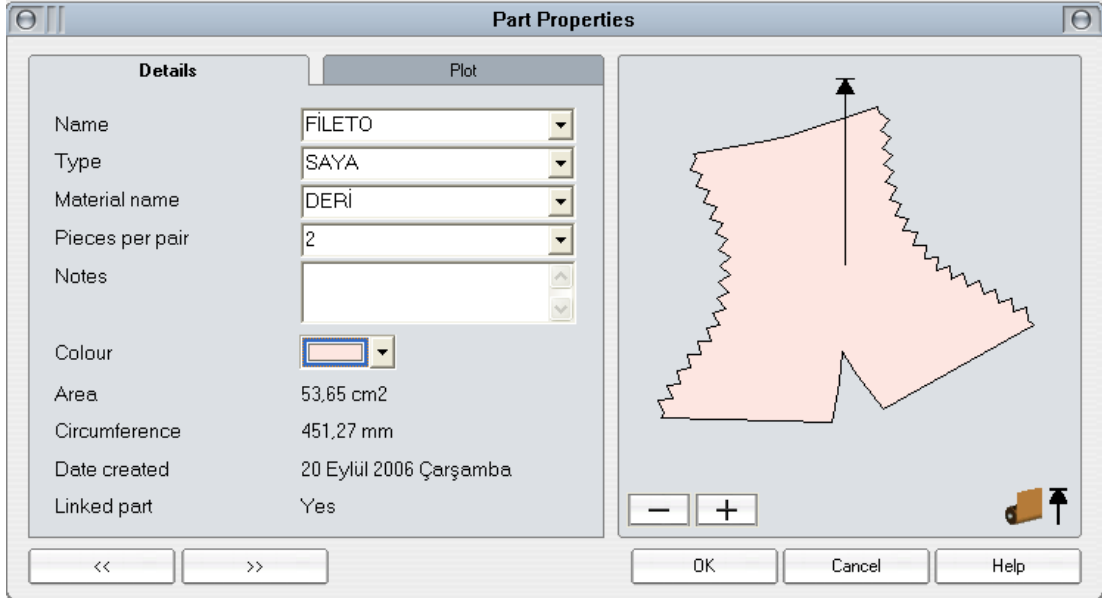 Part Properties
Details Plot
Name FİLETO
Type SAYA
Material name DERİ
Pieces per pair 2
Notes
Colour
Area 53,65 cm2
Circumference 451,27 mm
Date created 20 Eylül 2006 Çarşamba
Linked part Yes
− +
<< >> OK Cancel Help